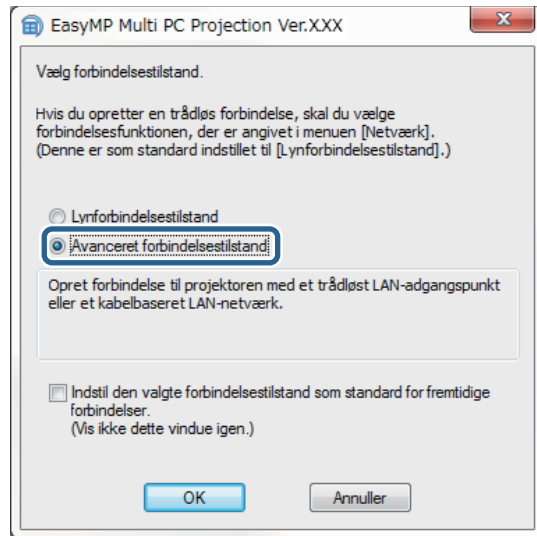 EasyMP Multi PC Projection Ver.XXX
Vælg forbindelsestilstand.
Hvis du opretter en trådløs forbindelse, skal du vælge
forbindelsesfunktionen, der er angivet i menuen [Netværk].
(Denne er som standard indstillet til [Lynforbindelsestilstand].)
Lynforbindelsestilstand
Avanceret forbindelsestilstand
Opret forbindelse til projektoren med et trådløst LAN-adgangspunkt
eller et kabelbaseret LAN-netværk.
Indstil den valgte forbindelsestilstand som standard for fremtidige
forbindelser.
(Vis ikke dette vindue igen.)
OK Annuller